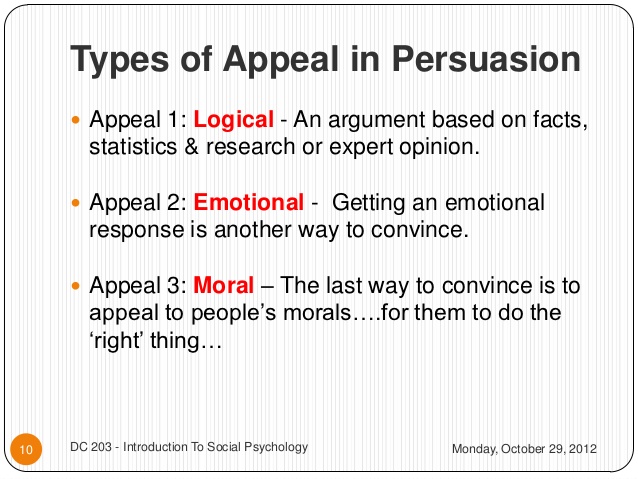 Types of Appeal in Persuasion
Appeal 1: Logical - An argument based on facts,
statistics & research or expert opinion.
Appeal 2: Emotional -  Getting an emotional
response is another way to convince.
Appeal 3: Moral – The last way to convince is to
appeal to people’s morals….for them to do the
‘right’ thing…
10
DC 203 - Introduction To Social Psychology
Monday, October 29, 2012